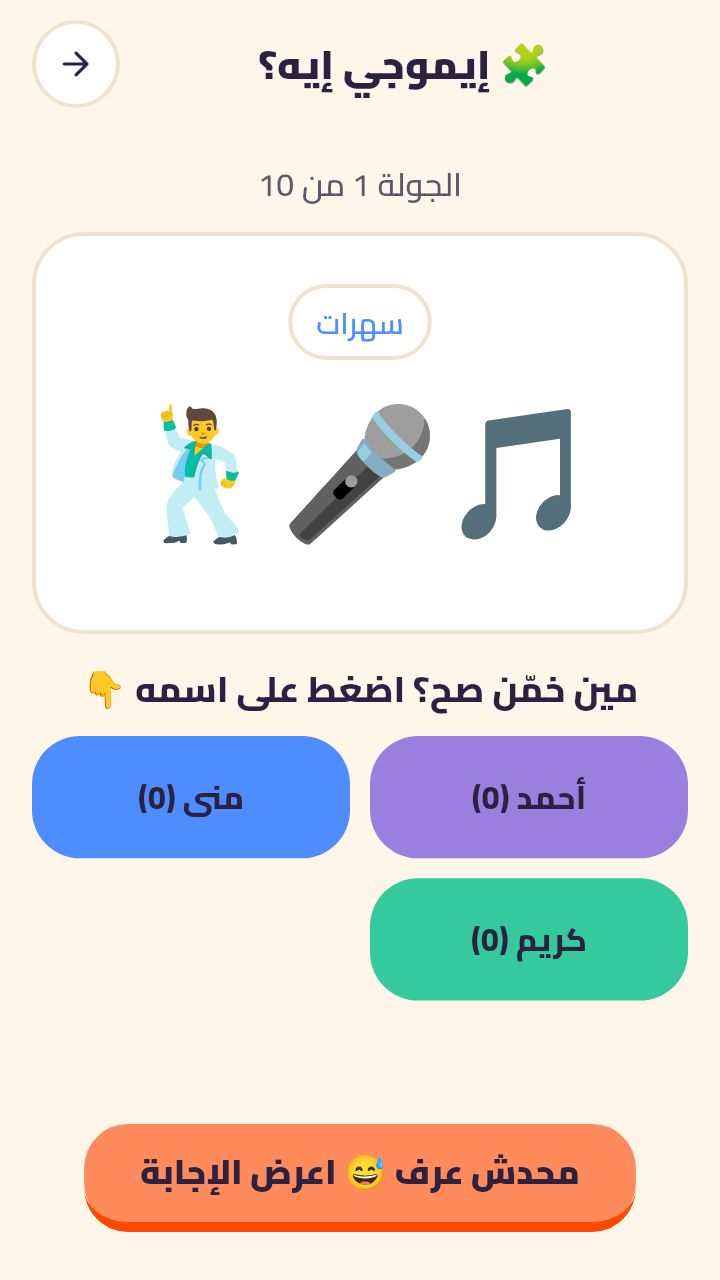 🧩 إيموجي إيه؟
الجولة 1 من 10
سهرات
مين خمّن صح؟ اضغط على اسمه 👇
أحمد (0)
منى (0)
كريم (0)
محدش عرف 😅 اعرض الإجابة